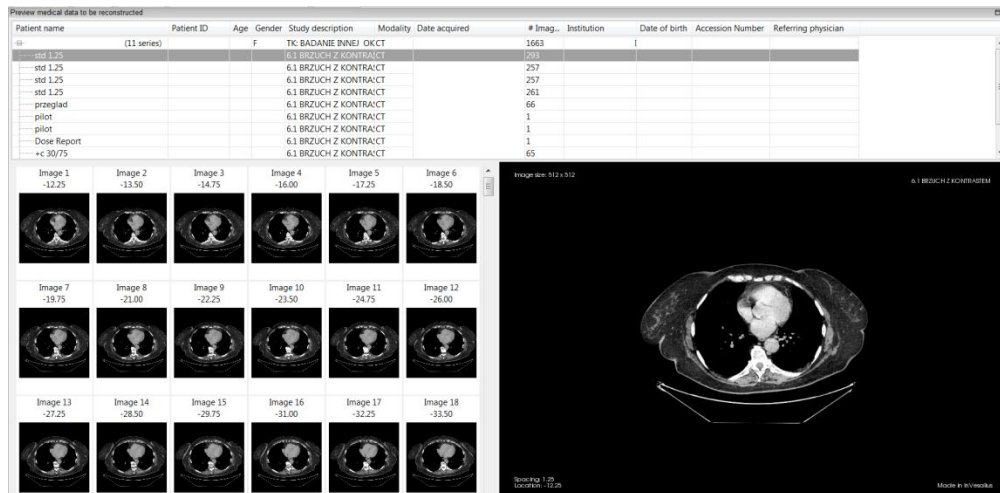 Preview medical data to be reconstructed
Patient name Patient ID Age Gender Study description Modality Date acquired # Imag... Institution Date of birth Accession Number Referring physician
(11 series) F TK: BADANIE INNEJ OK CT 1663
std 1.25 6.1 BRZUCH Z KONTRA CT 293
std 1.25 6.1 BRZUCH Z KONTRA CT 257
std 1.25 6.1 BRZUCH Z KONTRA CT 257
std 1.25 6.1 BRZUCH Z KONTRA CT 261
przeglad 6.1 BRZUCH Z KONTRA CT 66
pilot 6.1 BRZUCH Z KONTRA CT 1
pilot 6.1 BRZUCH Z KONTRA CT 1
Dose Report 6.1 BRZUCH Z KONTRA CT 1
+c 30/75 6.1 BRZUCH Z KONTRA CT 65
Image 1 Image 2 Image 3 Image 4 Image 5 Image 6
-12.25 -13.50 -14.75 -16.00 -17.25 -18.50
Image 7 Image 8 Image 9 Image 10 Image 11 Image 12
-19.75 -21.00 -22.25 -23.50 -24.75 -26.00
Image 13 Image 14 Image 15 Image 16 Image 17 Image 18
-27.25 -28.50 -29.75 -31.00 -32.25 -33.50
Image size: 512 x 512
6.1 BRZUCH Z KONTRASTEM
Spacing: 1.25
Location: -12.25
Made in InVesalius